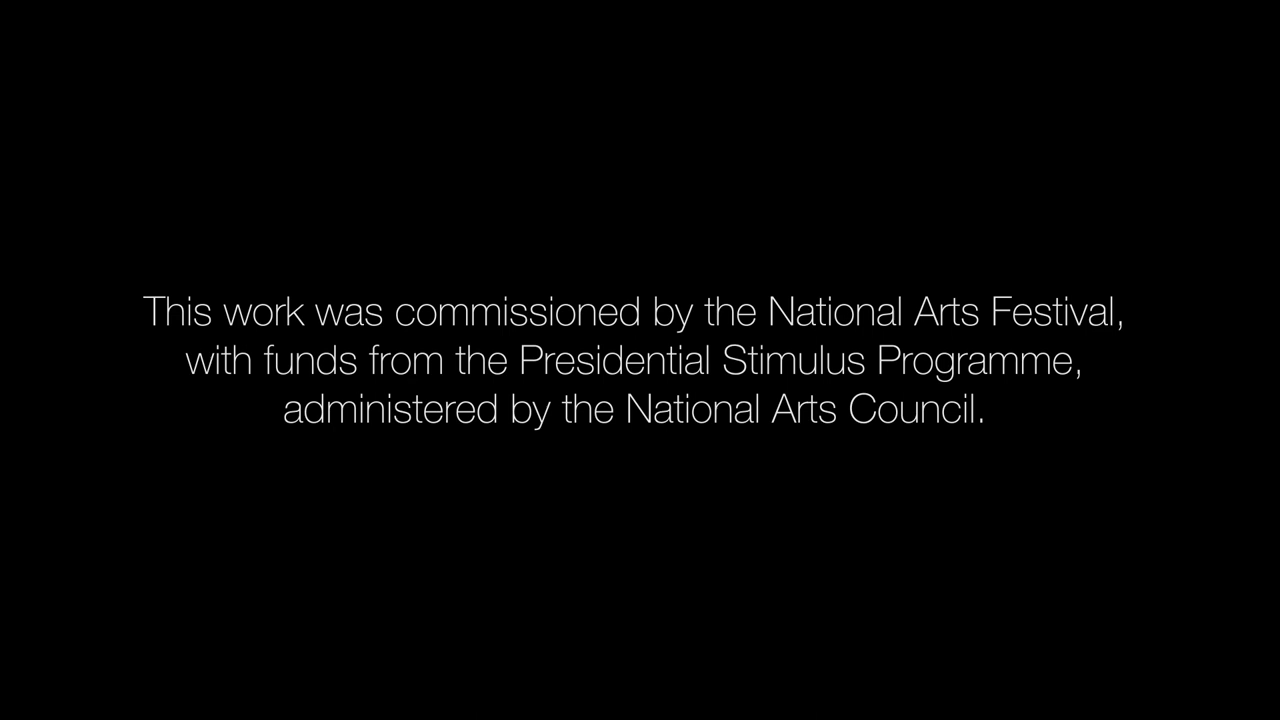 This work was commissioned by the National Arts Festival,
with funds from the Presidential Stimulus Programme,
administered by the National Arts Council.